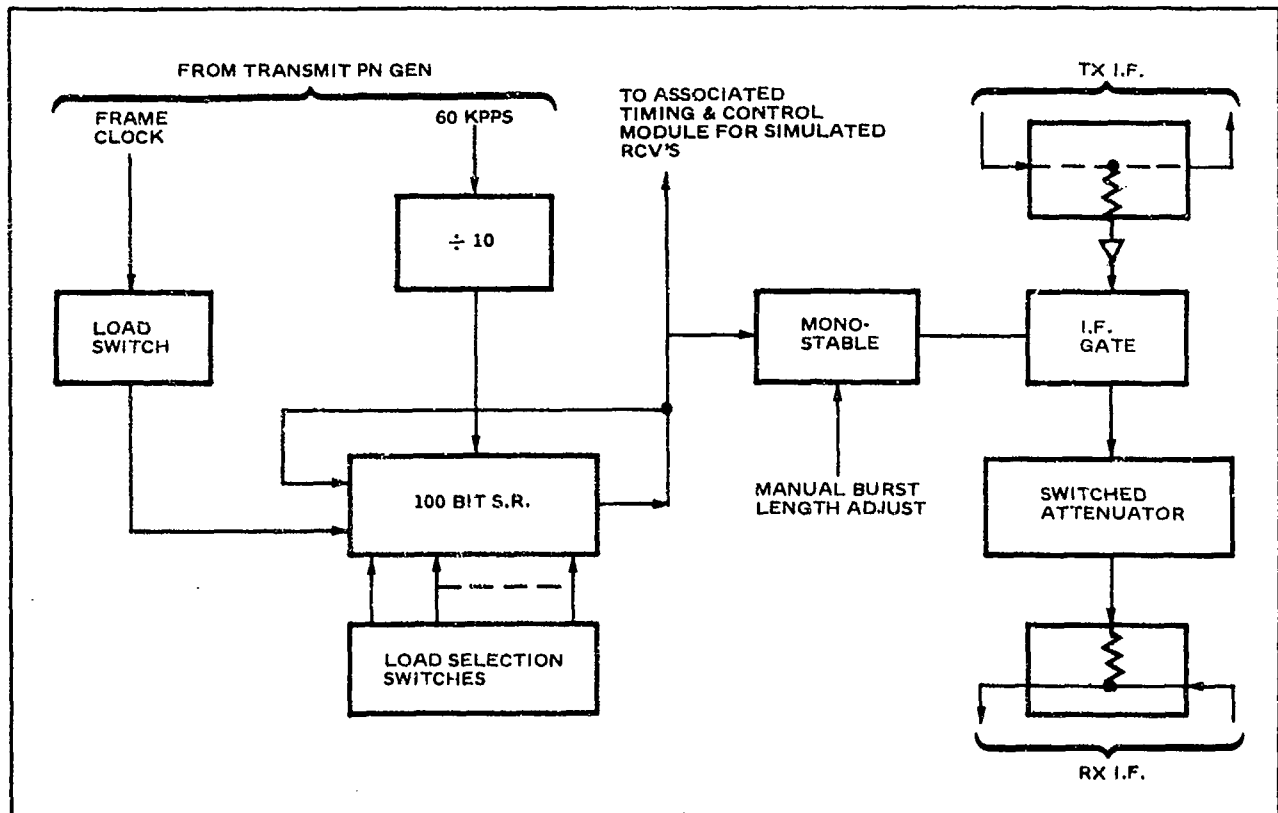 FROM TRANSMIT PN GEN
FRAME
CLOCK
60 KPPS
TO ASSOCIATED
TIMING & CONTROL
MODULE FOR SIMULATED
RCV'S
TX I.F.
÷ 10
LOAD
SWITCH
MONO-
STABLE
I.F.
GATE
100 BIT S.R.
MANUAL BURST
LENGTH ADJUST
SWITCHED
ATTENUATOR
LOAD SELECTION
SWITCHES
RX I.F.